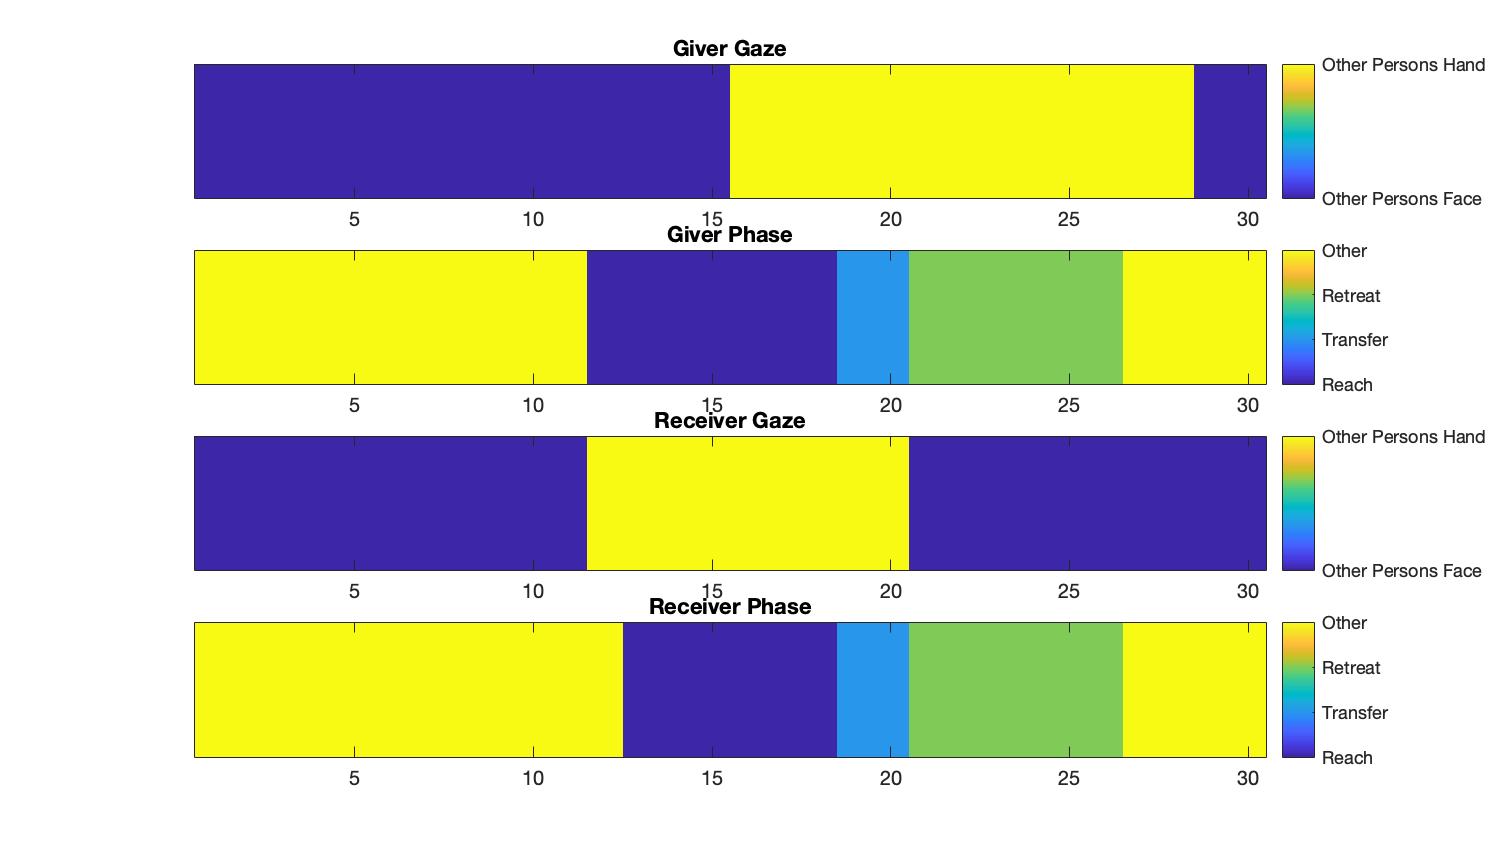 Giver Gaze
Other Persons Hand
Other Persons Face
5 10 15 20 25 30
Giver Phase
Other
Retreat
Transfer
Reach
5 10 15 20 25 30
Receiver Gaze
Other Persons Hand
Other Persons Face
5 10 15 20 25 30
Receiver Phase
Other
Retreat
Transfer
Reach
5 10 15 20 25 30